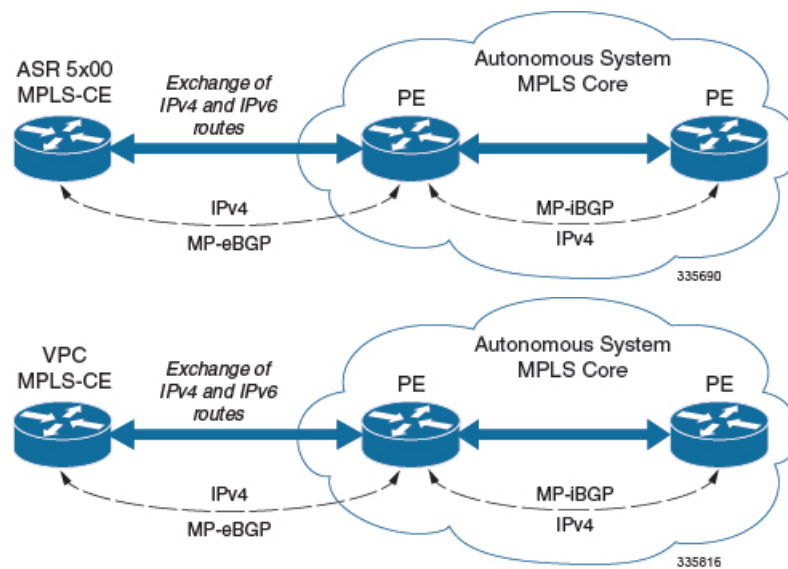 ASR 5x00
MPLS-CE
Exchange of
IPv4 and IPv6
routes
PE
Autonomous System
MPLS Core
PE
IPv4
MP-eBGP
MP-iBGP
IPv4
335690
VPC
MPLS-CE
Exchange of
IPv4 and IPv6
routes
PE
Autonomous System
MPLS Core
PE
IPv4
MP-eBGP
MP-iBGP
IPv4
335816